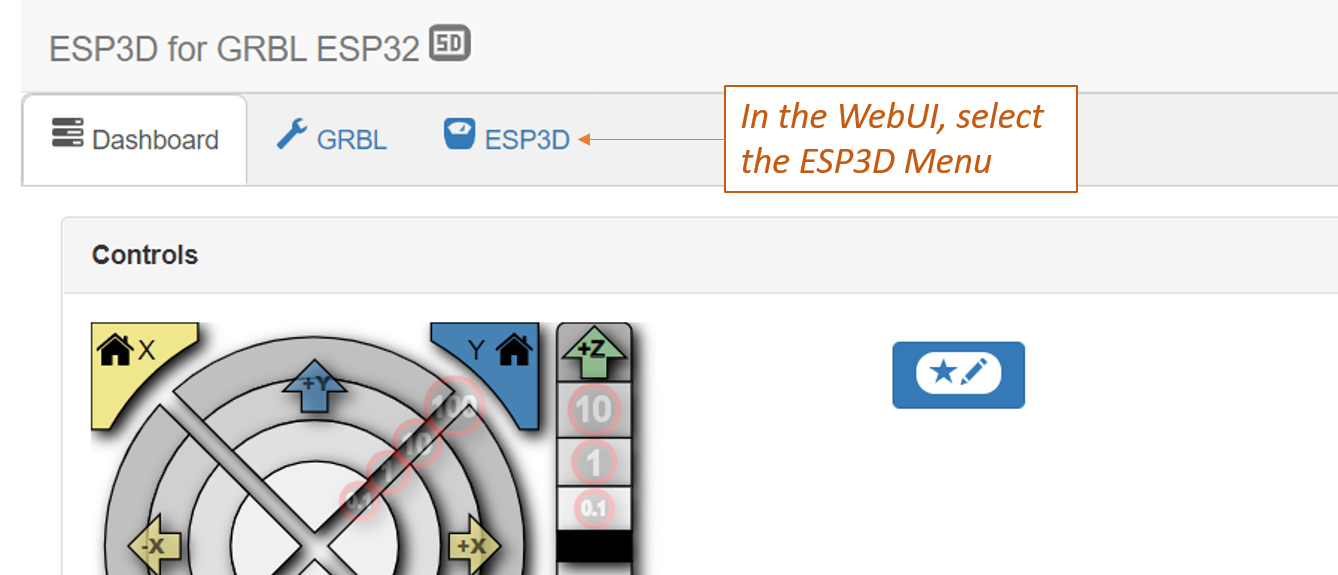 ESP3D for GRBL ESP32 SD
Dashboard GRBL ESP3D
In the WebUI, select
the ESP3D Menu
Controls
X Y +Z
+Y
100 10
10
1 1
0.1 0.1
-X +X